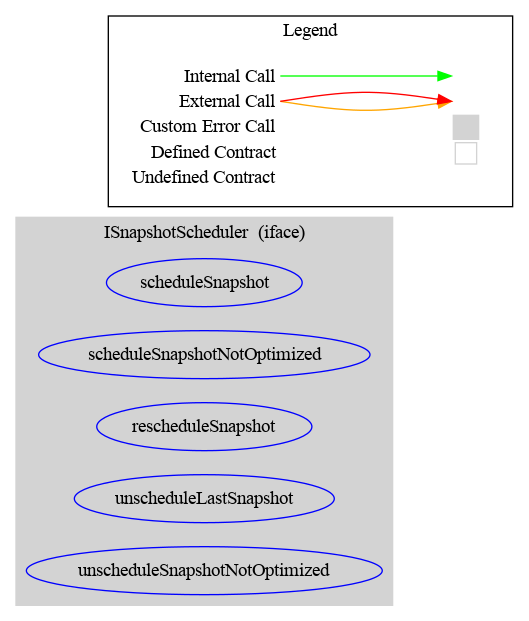 Legend
Internal Call
External Call
Custom Error Call
Defined Contract
Undefined Contract
ISnapshotScheduler  (iface)
scheduleSnapshot
scheduleSnapshotNotOptimized
rescheduleSnapshot
unscheduleLastSnapshot
unscheduleSnapshotNotOptimized